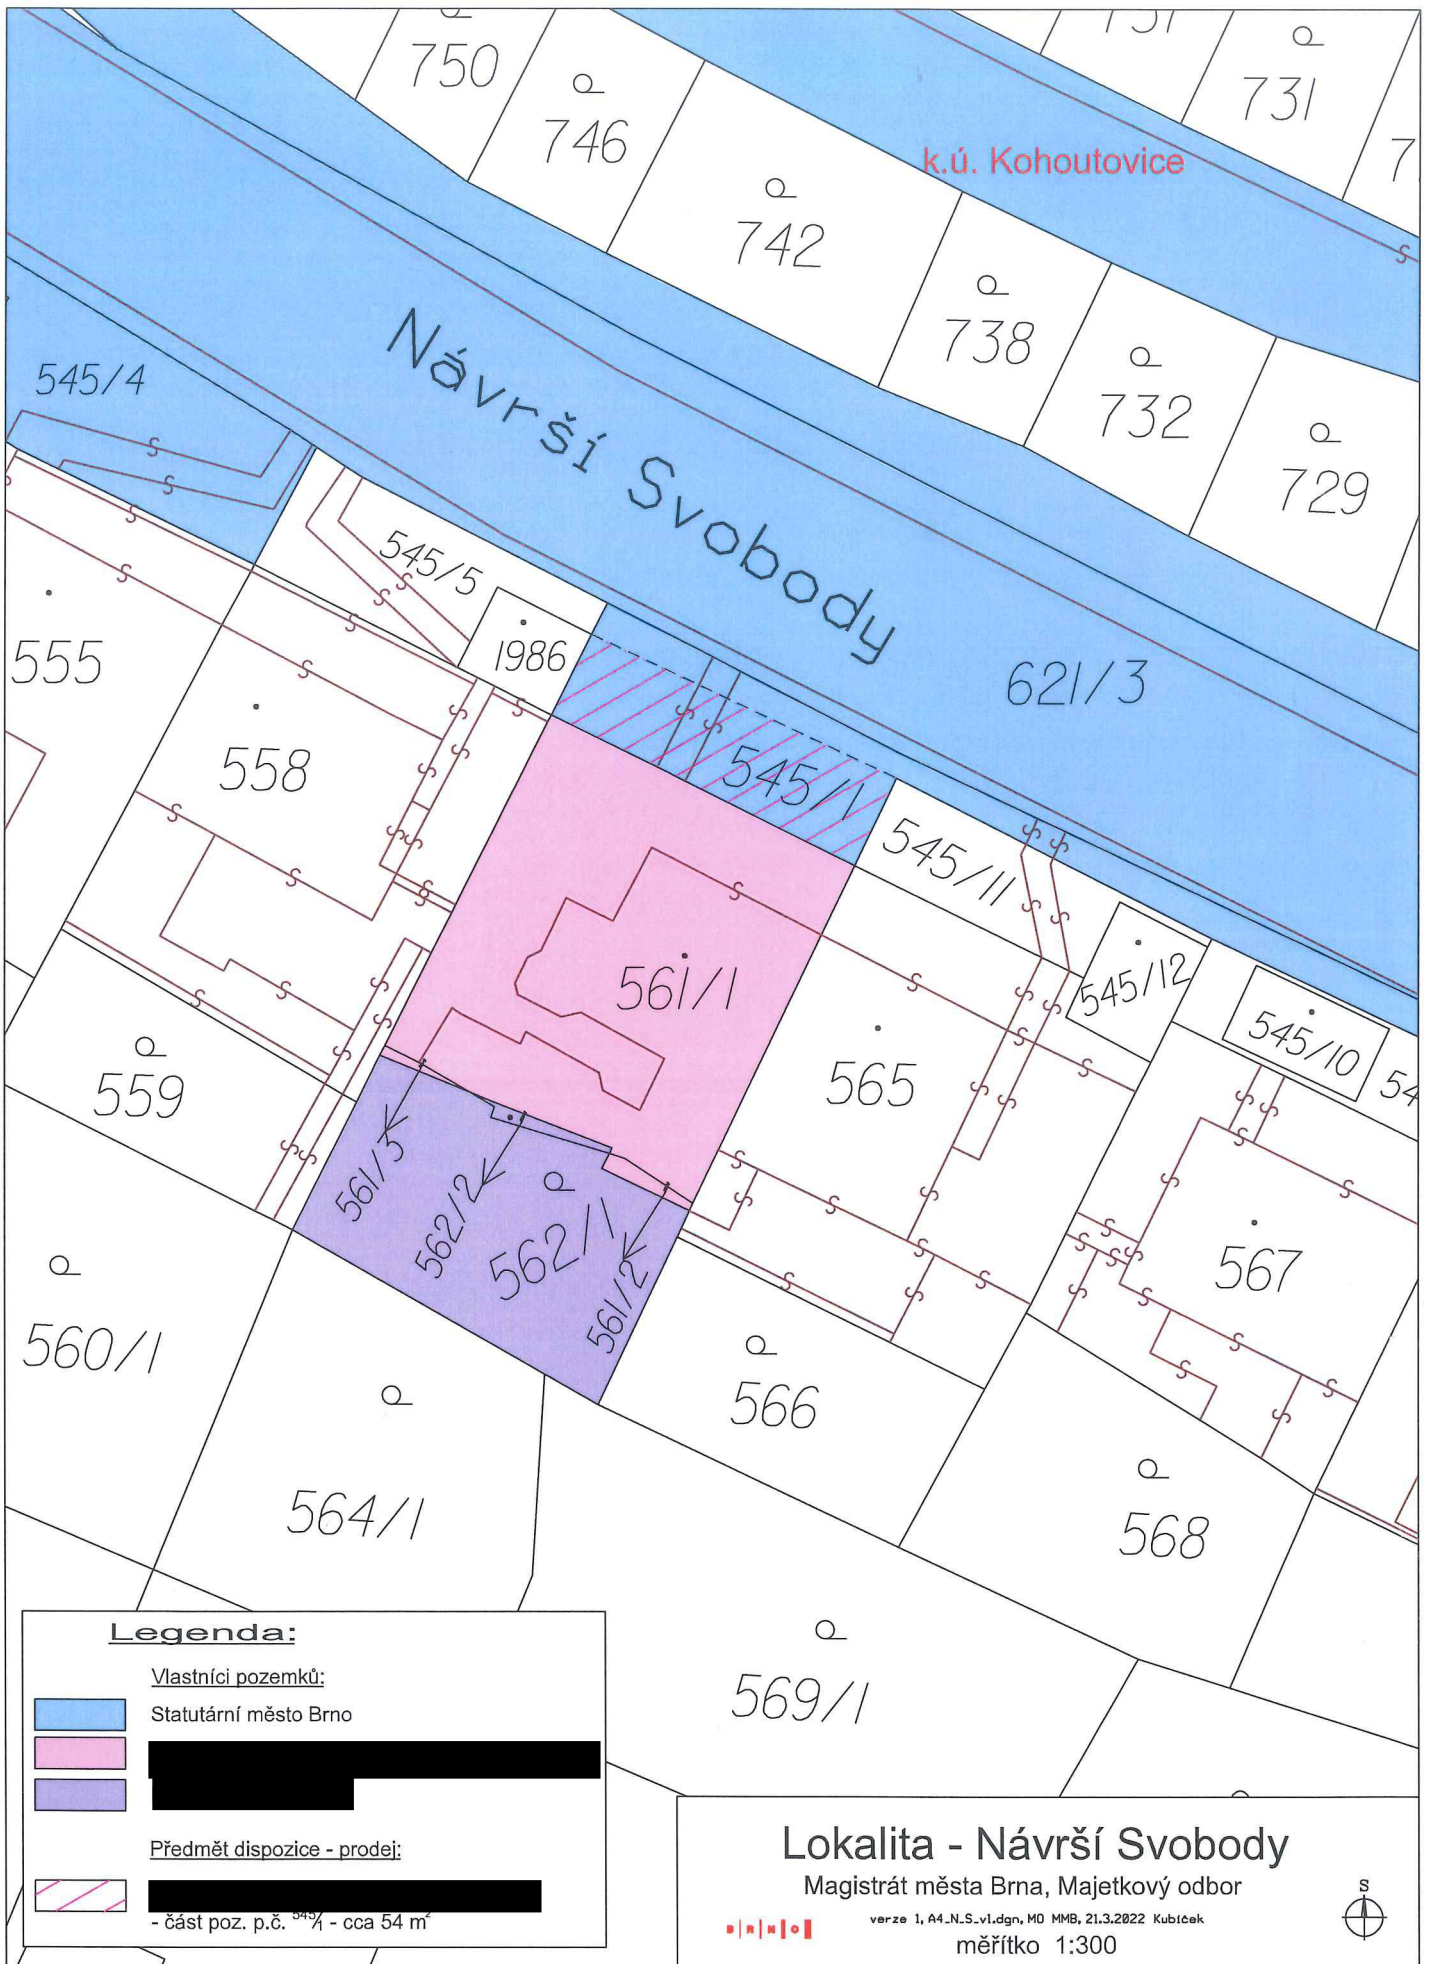 750
746
731
7
k.ú. Kohoutovice
742
738
732
729
545/4
Návrší Svobody
545/5
1986
555
621/3
558
545/1
545/11
561/1
545/12
545/10
54
565
559
561/3
562/2
562/1
561/2
567
560/1
566
564/1
568
569/1
Legenda:
Vlastníci pozemků:
Statutární město Brno
Předmět dispozice - prodej:
- část poz. p.č. 545/1 - cca 54 m²
Lokalita - Návrší Svobody
Magistrát města Brna, Majetkový odbor
S
BRNO
verze 1, A4_N_S_v1.dgn, MO MMB, 21.3.2022 Kubíček
měřítko 1:300